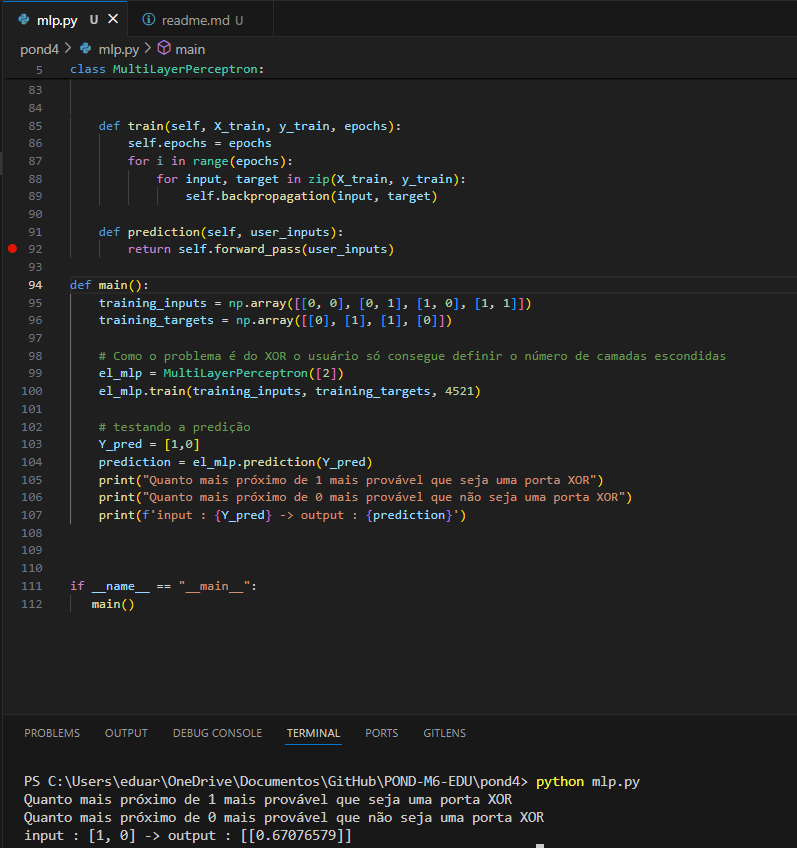 mlp.py U X readme.md U
pond4 > mlp.py > main
5 class MultiLayerPerceptron:
83
84
85 def train(self, X_train, y_train, epochs):
86 self.epochs = epochs
87 for i in range(epochs):
88 for input, target in zip(X_train, y_train):
89 self.backpropagation(input, target)
90
91 def prediction(self, user_inputs):
92 return self.forward_pass(user_inputs)
93
94 def main():
95 training_inputs = np.array([[0, 0], [0, 1], [1, 0], [1, 1]])
96 training_targets = np.array([[0], [1], [1], [0]])
97
98 # Como o problema é do XOR o usuário só consegue definir o número de camadas escondidas
99 el_mlp = MultiLayerPerceptron([2])
100 el_mlp.train(training_inputs, training_targets, 4521)
101
102 # testando a predição
103 Y_pred = [1,0]
104 prediction = el_mlp.prediction(Y_pred)
105 print("Quanto mais próximo de 1 mais provável que seja uma porta XOR")
106 print("Quanto mais próximo de 0 mais provável que não seja uma porta XOR")
107 print(f'input : {Y_pred} -> output : {prediction}')
108
109
110
111 if __name__ == "__main__":
112 main()
PROBLEMS OUTPUT DEBUG CONSOLE TERMINAL PORTS GITLENS
PS C:\Users\eduar\OneDrive\Documentos\GitHub\POND-M6-EDU\pond4> python mlp.py
Quanto mais próximo de 1 mais provável que seja uma porta XOR
Quanto mais próximo de 0 mais provável que não seja uma porta XOR
input : [1, 0] -> output : [[0.67076579]]